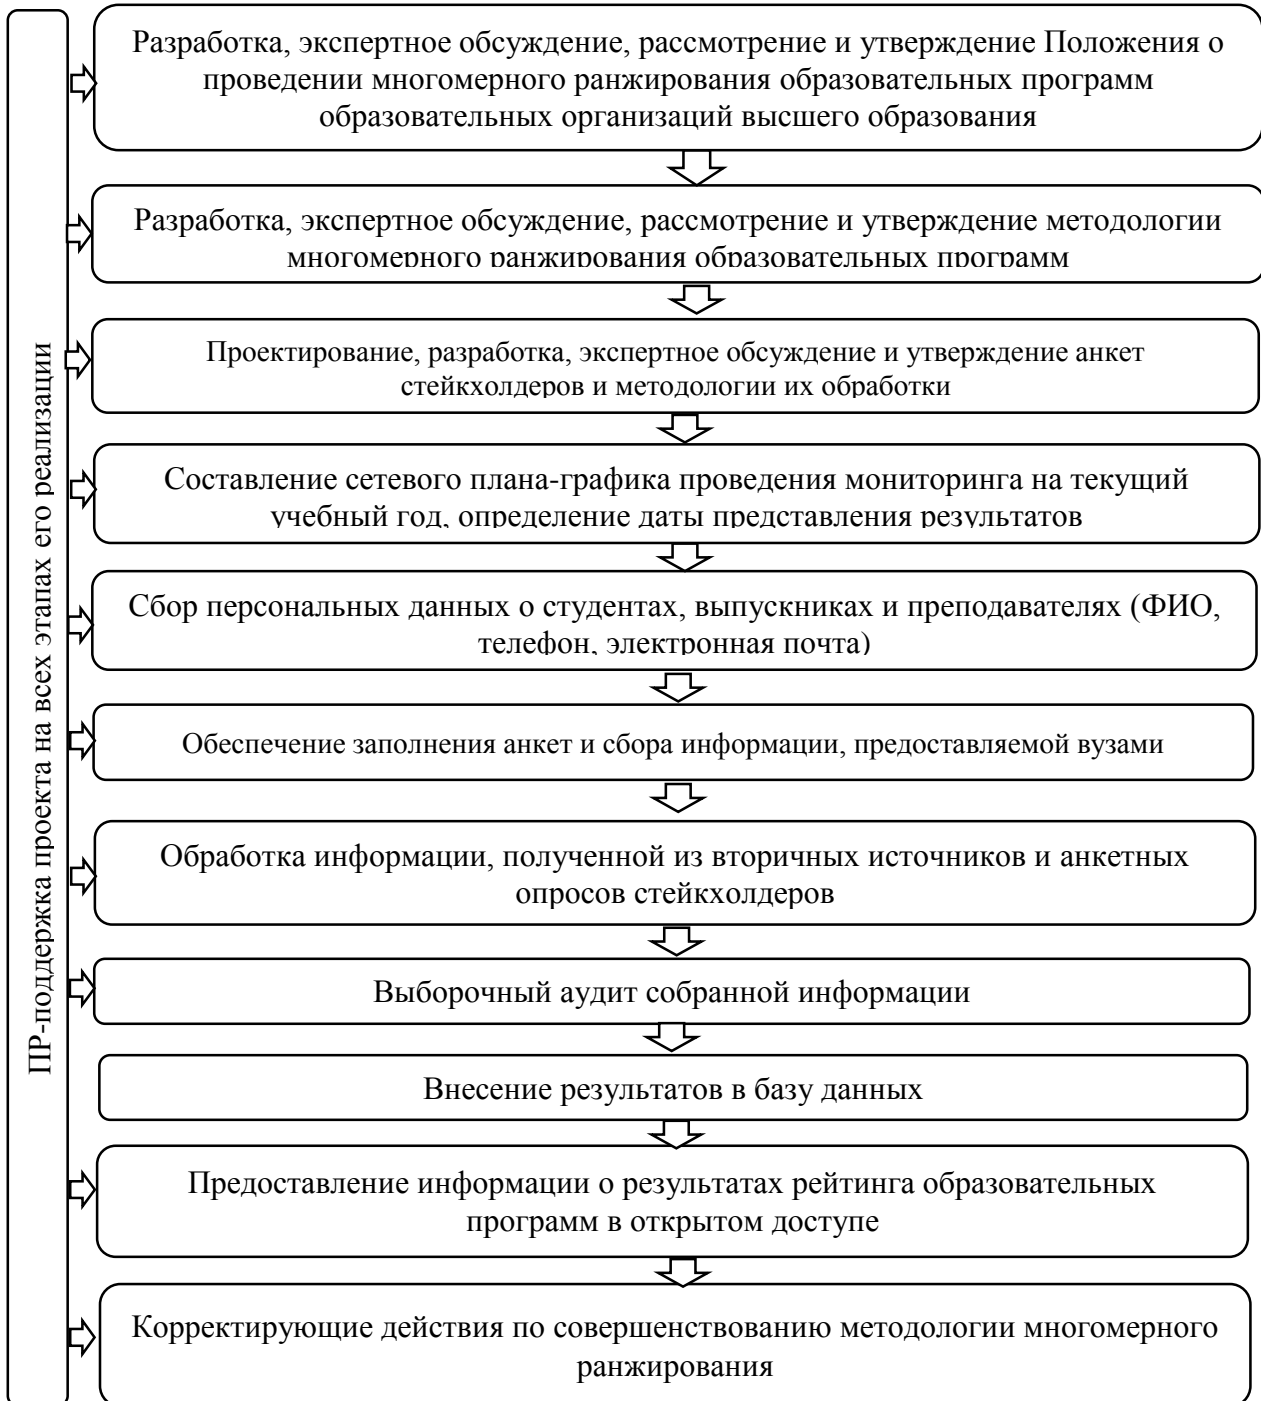 ПР-поддержка проекта на всех этапах его реализации
Разработка, экспертное обсуждение, рассмотрение и утверждение Положения о
проведении многомерного ранжирования образовательных программ
образовательных организаций высшего образования
Разработка, экспертное обсуждение, рассмотрение и утверждение методологии
многомерного ранжирования образовательных программ
Проектирование, разработка, экспертное обсуждение и утверждение анкет
стейкхолдеров и методологии их обработки
Составление сетевого плана-графика проведения мониторинга на текущий
учебный год, определение даты представления результатов
Сбор персональных данных о студентах, выпускниках и преподавателях (ФИО,
телефон, электронная почта)
Обеспечение заполнения анкет и сбора информации, предоставляемой вузами
Обработка информации, полученной из вторичных источников и анкетных
опросов стейкхолдеров
Выборочный аудит собранной информации
Внесение результатов в базу данных
Предоставление информации о результатах рейтинга образовательных
программ в открытом доступе
Корректирующие действия по совершенствованию методологии многомерного
ранжирования